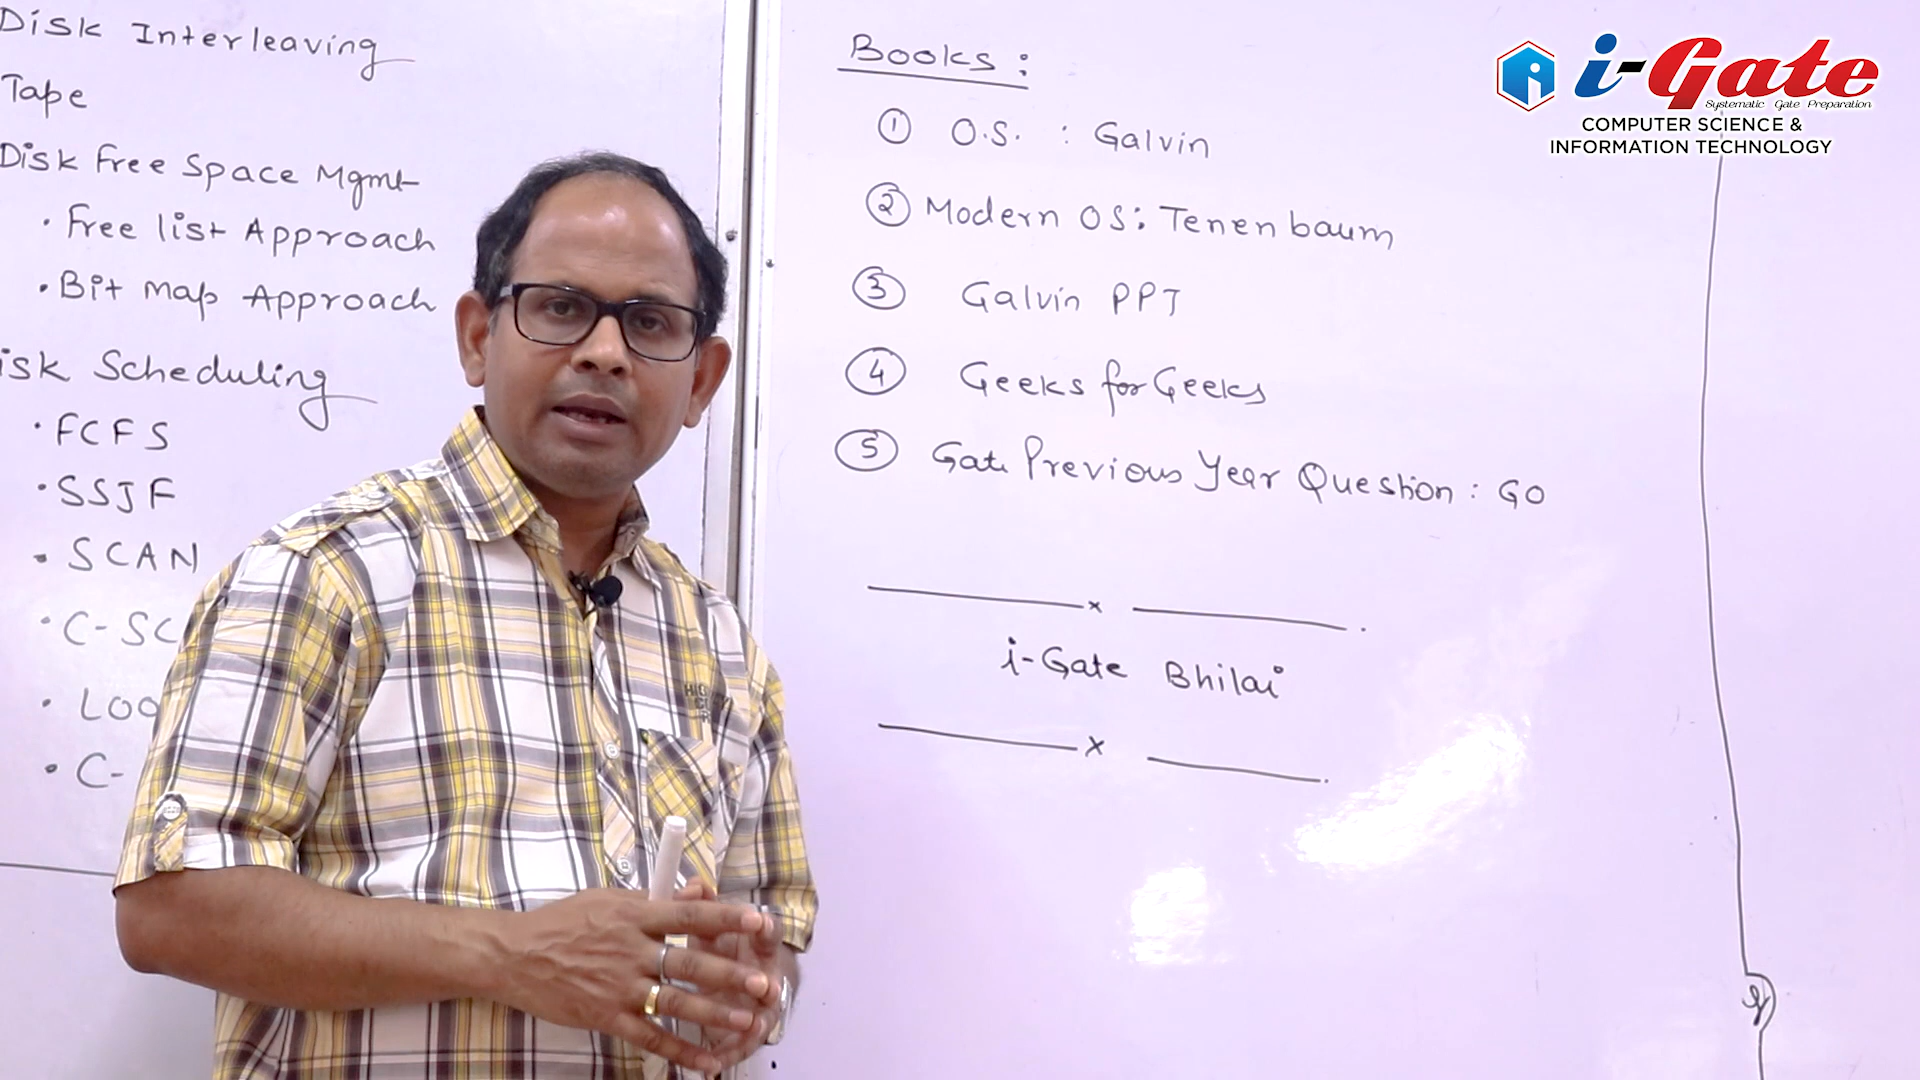 Disk Interleaving
Tape
Disk Free Space Mgmt
• Free list Approach
• Bit map Approach
isk Scheduling
• FCFS
• SSJF
• SCAN
• C-SC
• LOO
• C-
Books :
① O.S. : Galvin
② Modern OS: Tenenbaum
③ Galvin PPT
④ Geeks for Geeks
⑤ Gate Previous Year Question : GO
i-Gate Bhilai
i-Gate
Systematic Gate Preparation
COMPUTER SCIENCE &
INFORMATION TECHNOLOGY